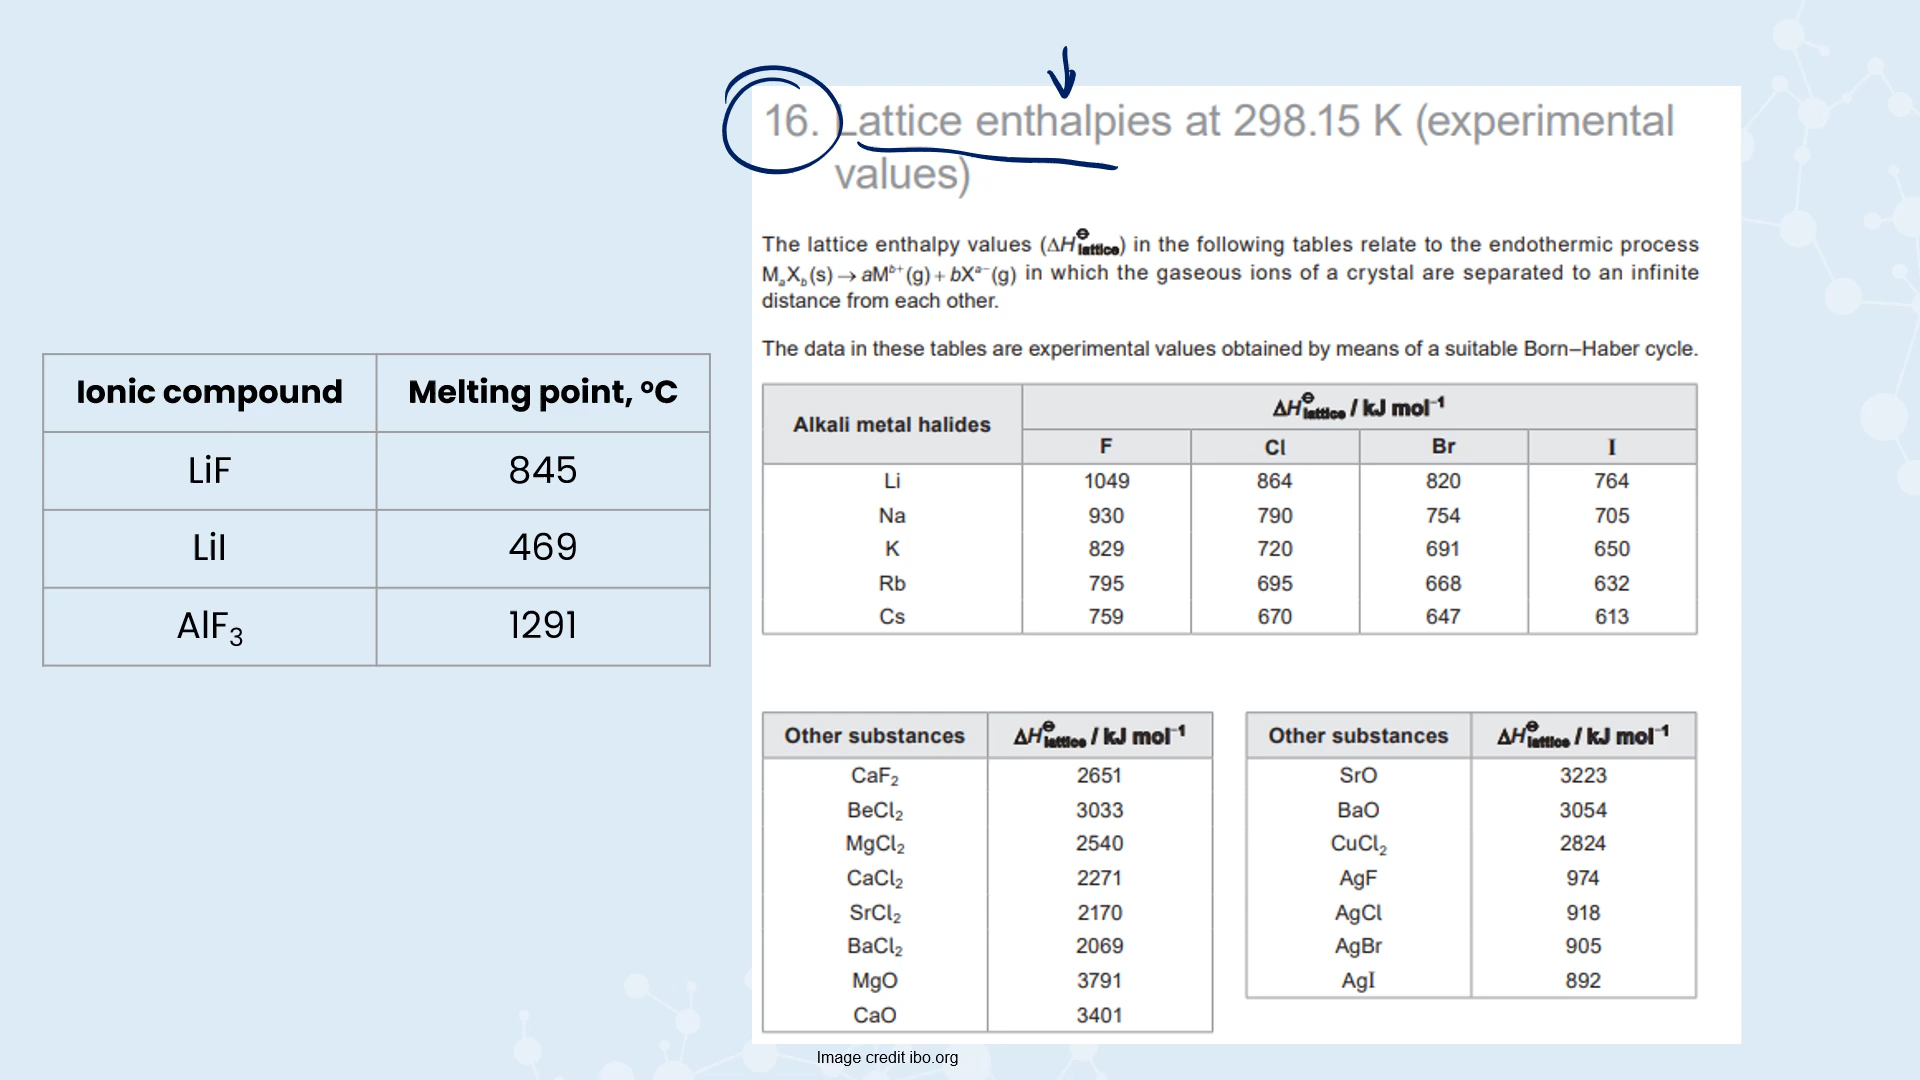 16. Lattice enthalpies at 298.15 K (experimental
values)
The lattice enthalpy values (ΔH⦵lattice) in the following tables relate to the endothermic process
MₐXb(s) → aMᵇ⁺(g) + bXᵃ⁻(g) in which the gaseous ions of a crystal are separated to an infinite
distance from each other.
The data in these tables are experimental values obtained by means of a suitable Born–Haber cycle.
Ionic compound Melting point, °C
LiF 845
LiI 469
AlF₃ 1291
Alkali metal halides ΔH⦵lattice / kJ mol⁻¹
F Cl Br I
Li 1049 864 820 764
Na 930 790 754 705
K 829 720 691 650
Rb 795 695 668 632
Cs 759 670 647 613
Other substances ΔH⦵lattice / kJ mol⁻¹
CaF₂ 2651
BeCl₂ 3033
MgCl₂ 2540
CaCl₂ 2271
SrCl₂ 2170
BaCl₂ 2069
MgO 3791
CaO 3401
Other substances ΔH⦵lattice / kJ mol⁻¹
SrO 3223
BaO 3054
CuCl₂ 2824
AgF 974
AgCl 918
AgBr 905
AgI 892
Image credit ibo.org